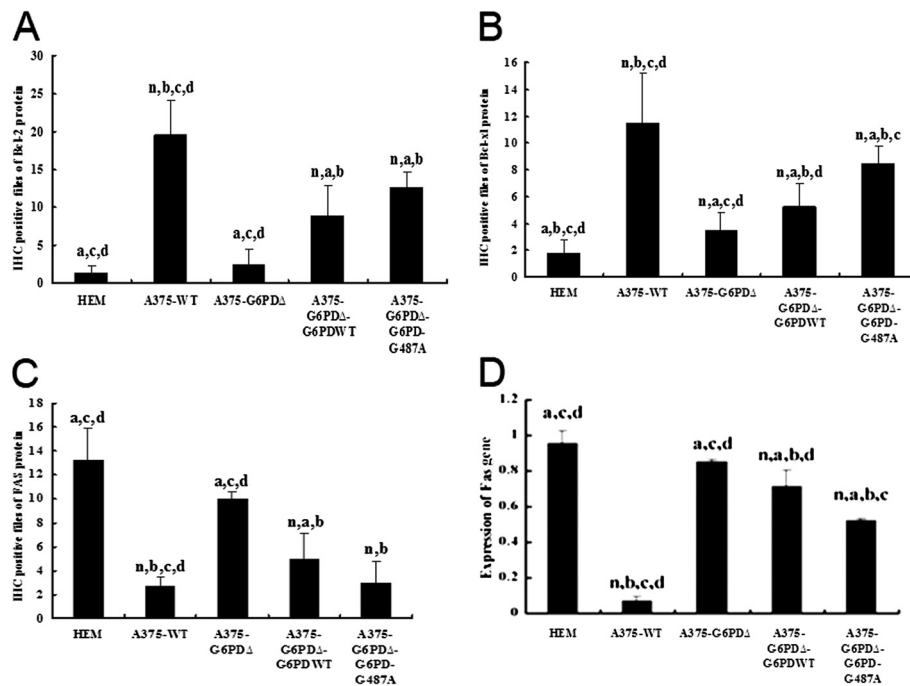 A
IHC positive files of Bcl-2 protein
30
25
20
15
10
5
0
a,c,d
n,b,c,d
a,c,d
n,a,b
n,a,b
HEM
A375-WT
A375-G6PDΔ
A375-
G6PDΔ-
G6PDWT
A375-
G6PDΔ-
G6PD-
G487A
B
IHC positive files of Bcl-xl protein
16
14
12
10
8
6
4
2
0
a,b,c,d
n,b,c,d
n,a,c,d
n,a,b,d
n,a,b,c
HEM
A375-WT
A375-G6PDΔ
A375-
G6PDΔ-
G6PDWT
A375-
G6PDΔ-
G6PD-
G487A
C
IHC positive files of FAS protein
18
16
14
12
10
8
6
4
2
0
a,c,d
n,b,c,d
a,c,d
n,a,b
n,b
HEM
A375-WT
A375-
G6PDΔ
A375-
G6PDΔ-
G6PDWT
A375-
G6PDΔ-
G6PD-
G487A
D
Expression of Fas gene
1.2
1
0.8
0.6
0.4
0.2
0
a,c,d
n,b,c,d
a,c,d
n,a,b,d
n,a,b,c
HEM
A375-WT
A375-G6PDΔ
A375-
G6PDΔ-
G6PDWT
A375-
G6PDΔ-
G6PD-
G487A